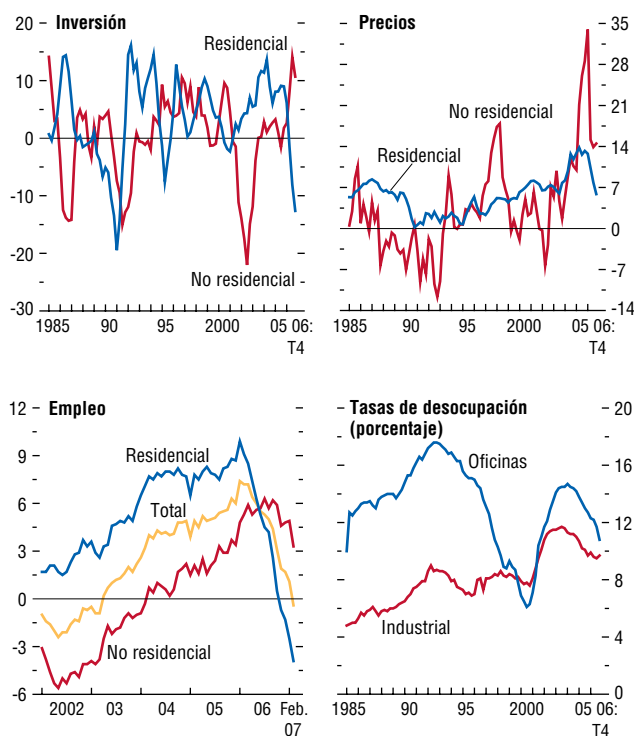 Inversión
20
10
0
-10
-20
-30
Residencial
No residencial
1985 90 95 2000 05 06:
T4
Precios
35
28
21
14
7
0
-7
-14
No residencial
Residencial
1985 90 95 2000 05 06:
T4
Empleo
12
9
6
3
0
-3
-6
Residencial
Total
No residencial
2002 03 04 05 06 Feb.
07
Tasas de desocupación
(porcentaje)
20
16
12
8
4
0
Oficinas
Industrial
1985 90 95 2000 05 06:
T4